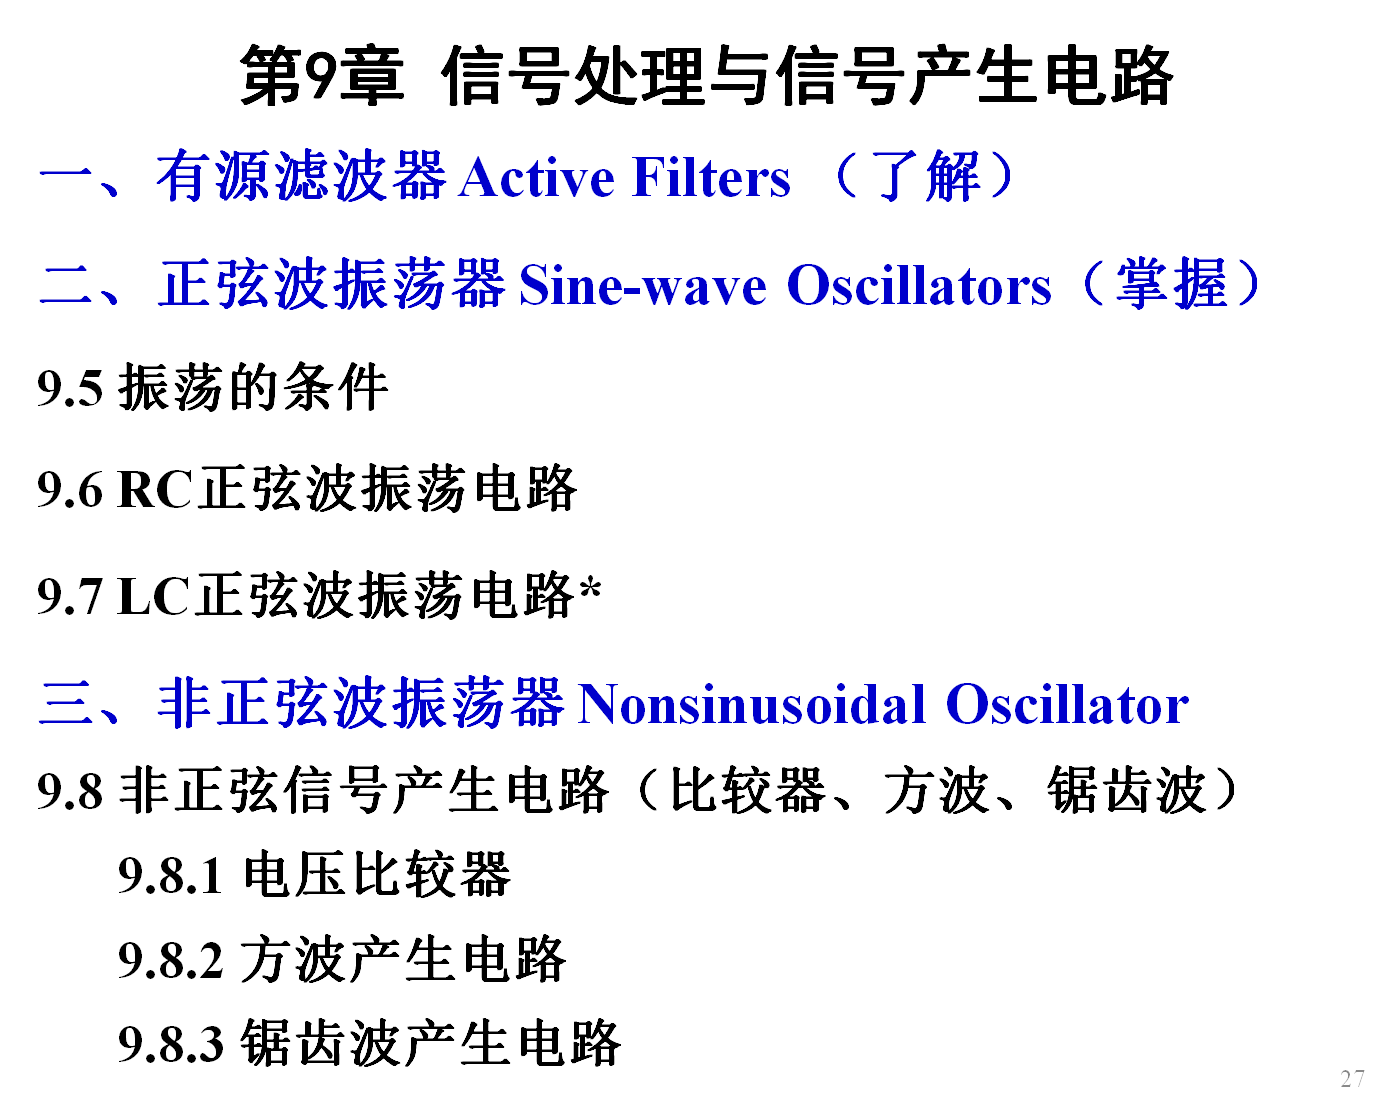 第9章 信号处理与信号产生电路
一、有源滤波器 Active Filters （了解）
二、正弦波振荡器 Sine-wave Oscillators（掌握）
9.5 振荡的条件
9.6 RC正弦波振荡电路
9.7 LC正弦波振荡电路*
三、非正弦波振荡器 Nonsinusoidal Oscillator
9.8 非正弦信号产生电路（比较器、方波、锯齿波）
9.8.1 电压比较器
9.8.2 方波产生电路
9.8.3 锯齿波产生电路
27